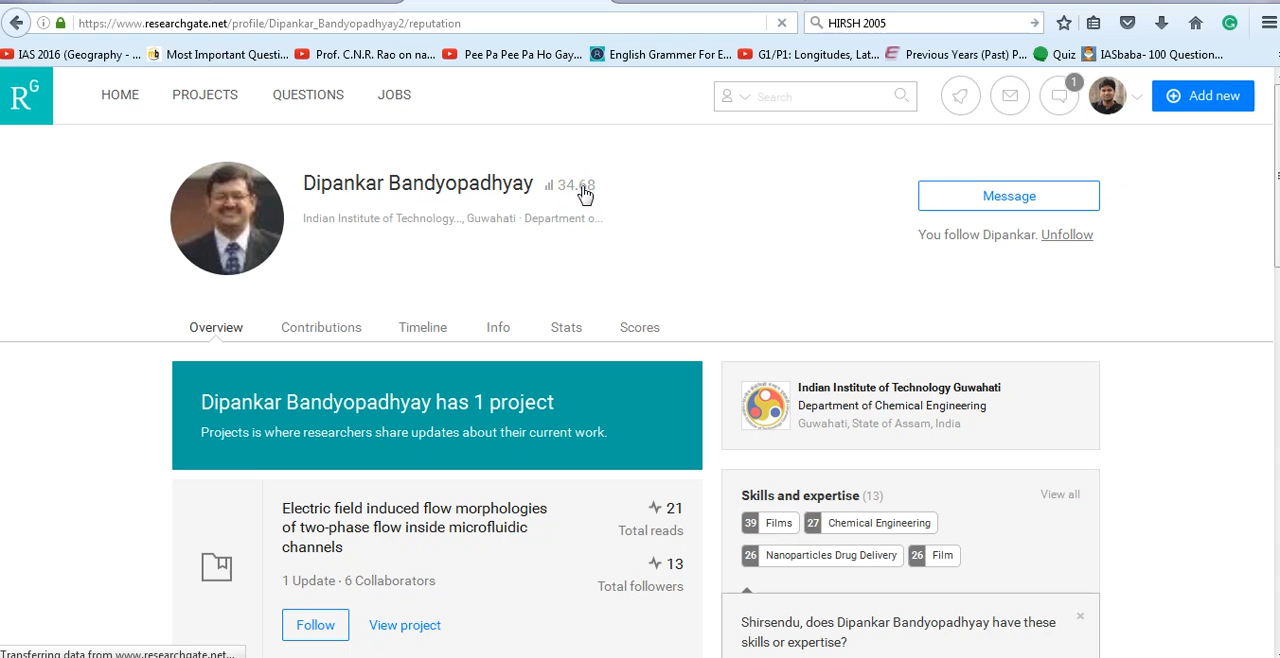 https://www.researchgate.net/profile/Dipankar_Bandyopadhyay2/reputation
HIRSH 2005
IAS 2016 (Geography - ... Most Important Questi... Prof. C.N.R. Rao on na... Pee Pa Pee Pa Ho Gay... English Grammer For E... G1/P1: Longitudes, Lat... Previous Years (Past) P... Quiz IASbaba- 100 Question...
RG HOME PROJECTS QUESTIONS JOBS Search 1 Add new
Dipankar Bandyopadhyay 34.68
Indian Institute of Technology..., Guwahati · Department o...
Message
You follow Dipankar. Unfollow
Overview Contributions Timeline Info Stats Scores
Dipankar Bandyopadhyay has 1 project
Projects is where researchers share updates about their current work.
Indian Institute of Technology Guwahati
Department of Chemical Engineering
Guwahati, State of Assam, India
Electric field induced flow morphologies
of two-phase flow inside microfluidic
channels
1 Update · 6 Collaborators
21
Total reads
13
Total followers
Follow View project
Skills and expertise (13) View all
39 Films 27 Chemical Engineering
26 Nanoparticles Drug Delivery 26 Film
Shirsendu, does Dipankar Bandyopadhyay have these
skills or expertise?
Transferring data from www.researchgate.net...